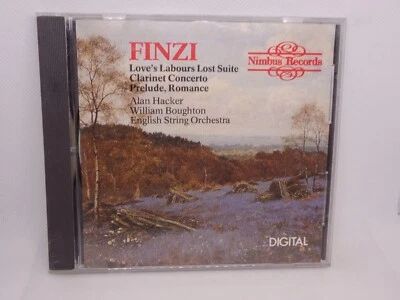 FINZI
Love's Labours Lost Suite
Clarinet Concerto
Prelude, Romance
Alan Hacker
William Boughton
English String Orchestra
Nimbus Records
DIGITAL